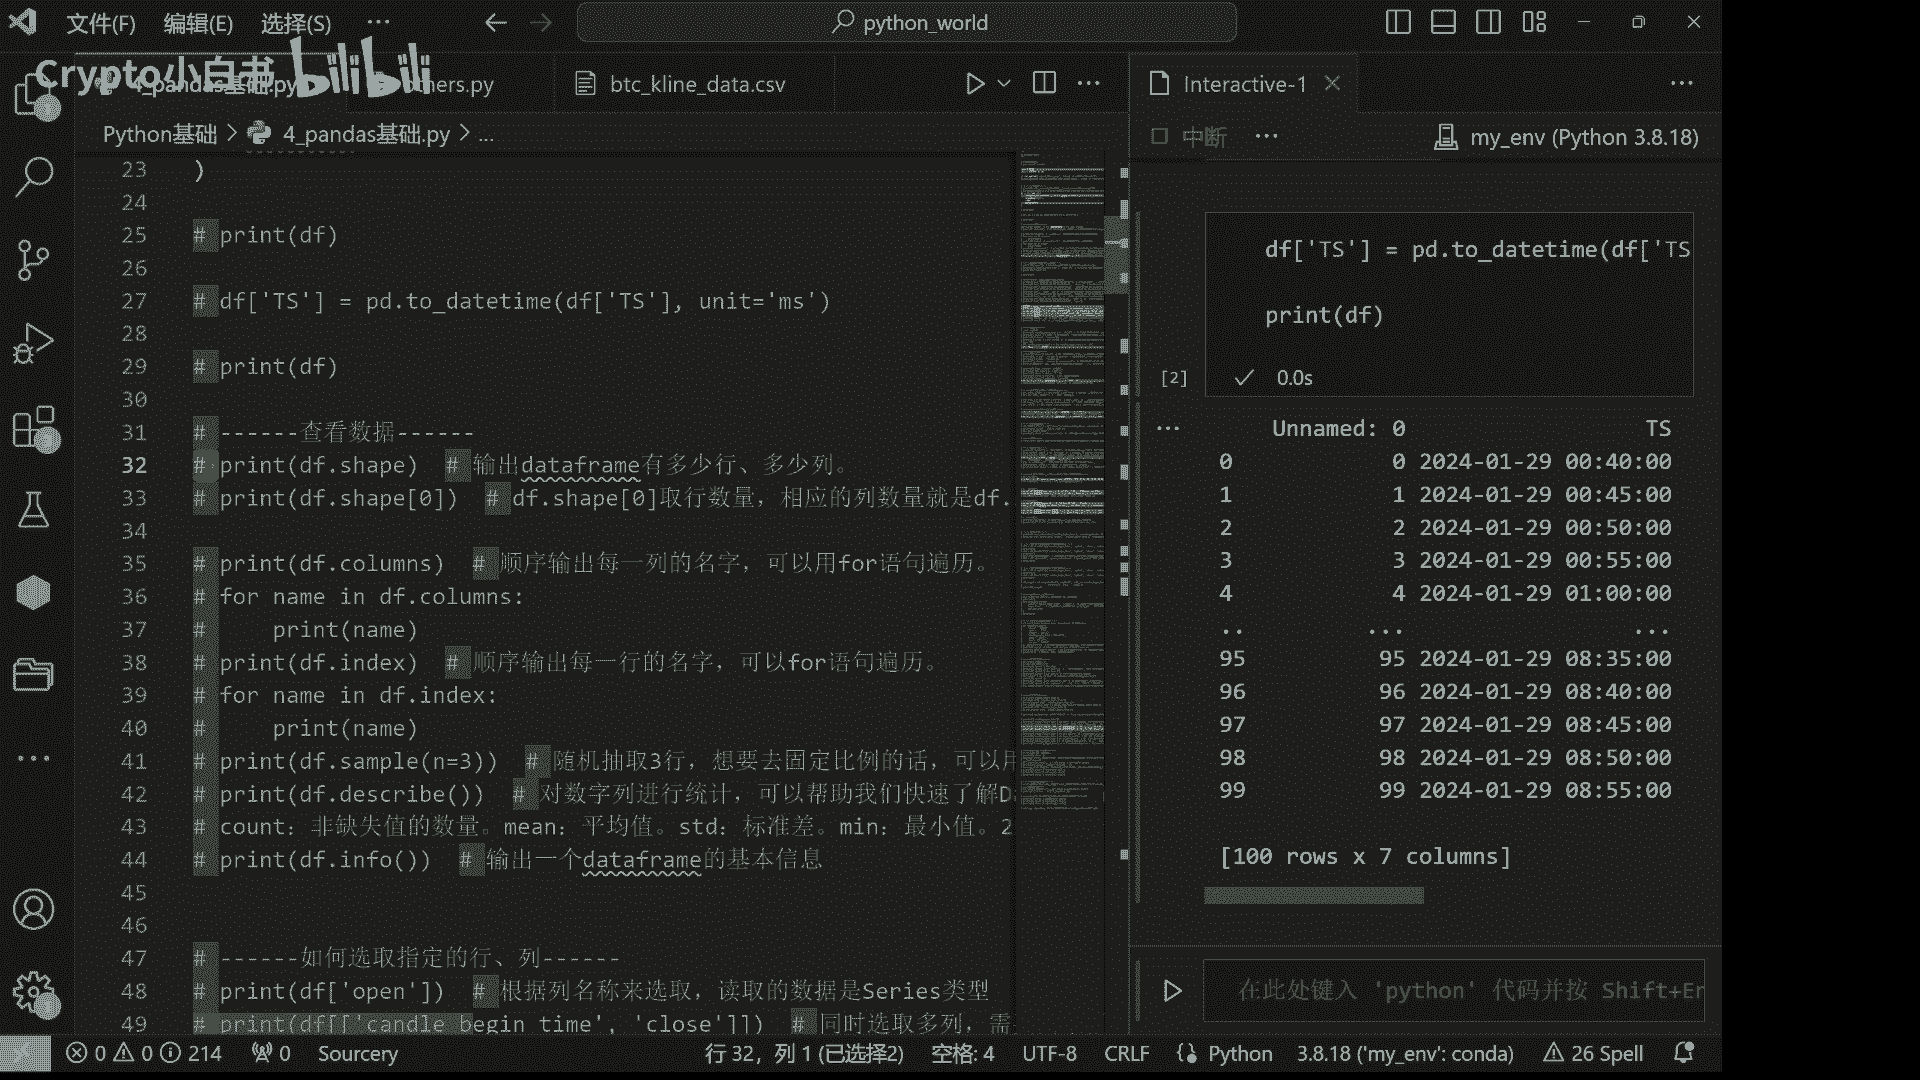 文件(F) 编辑(E) 选择(S) ··· python_world
Crypto小白书 bilibili
4_pandas基础.py hers.py btc_kline_data.csv Interactive-1
Python基础 > 4_pandas基础.py > ...
中断 ··· my_env (Python 3.8.18)
23 )
24
25 # print(df)
26
27 # df['TS'] = pd.to_datetime(df['TS'], unit='ms')
28
29 # print(df)
30
31 # ------查看数据------
32 # print(df.shape)  # 输出dataframe有多少行、多少列。
33 # print(df.shape[0])  # df.shape[0]取行数量，相应的列数量就是df.
34
35 # print(df.columns)  # 顺序输出每一列的名字，可以用for语句遍历。
36 # for name in df.columns:
37 #     print(name)
38 # print(df.index)  # 顺序输出每一行的名字，可以for语句遍历。
39 # for name in df.index:
40 #     print(name)
41 # print(df.sample(n=3))  # 随机抽取3行，想要去固定比例的话，可以用
42 # print(df.describe())  # 对数字列进行统计，可以帮助我们快速了解D
43 # count：非缺失值的数量。mean：平均值。std：标准差。min：最小值。2
44 # print(df.info())  # 输出一个dataframe的基本信息
45
46
47 # ------如何选取指定的行、列------
48 # print(df['open'])  # 根据列名称来选取，读取的数据是Series类型
49 # print(df[['candle_begin_time', 'close']])  # 同时选取多列，需
df['TS'] = pd.to_datetime(df['TS
print(df)
[2] ✓ 0.0s
··· Unnamed: 0 TS
0 0 2024-01-29 00:40:00
1 1 2024-01-29 00:45:00
2 2 2024-01-29 00:50:00
3 3 2024-01-29 00:55:00
4 4 2024-01-29 01:00:00
.. ... ...
95 95 2024-01-29 08:35:00
96 96 2024-01-29 08:40:00
97 97 2024-01-29 08:45:00
98 98 2024-01-29 08:50:00
99 99 2024-01-29 08:55:00
[100 rows x 7 columns]
在此处键入 'python' 代码并按 Shift+En
0 0 214 0 Sourcery 行 32，列 1 (已选择2) 空格: 4 UTF-8 CRLF Python 3.8.18 ('my_env': conda) 26 Spell